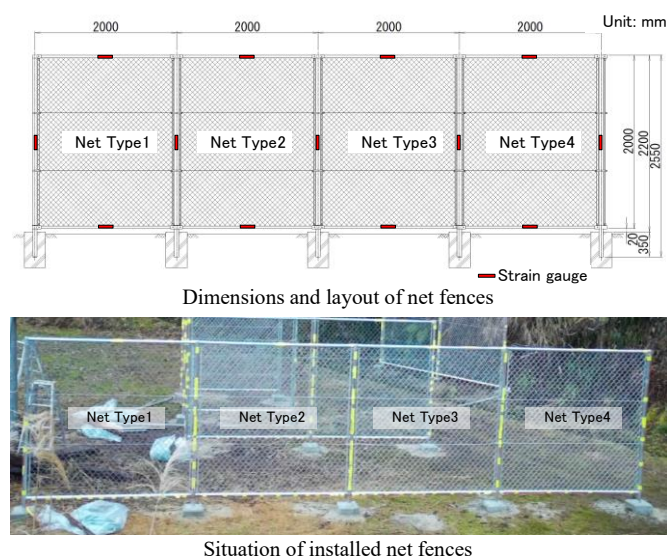 Unit: mm
2000 2000 2000 2000
Net Type1 Net Type2 Net Type3 Net Type4
2000
2200
2550
20
350
Strain gauge
Dimensions and layout of net fences
Net Type1 Net Type2 Net Type3 Net Type4
Situation of installed net fences